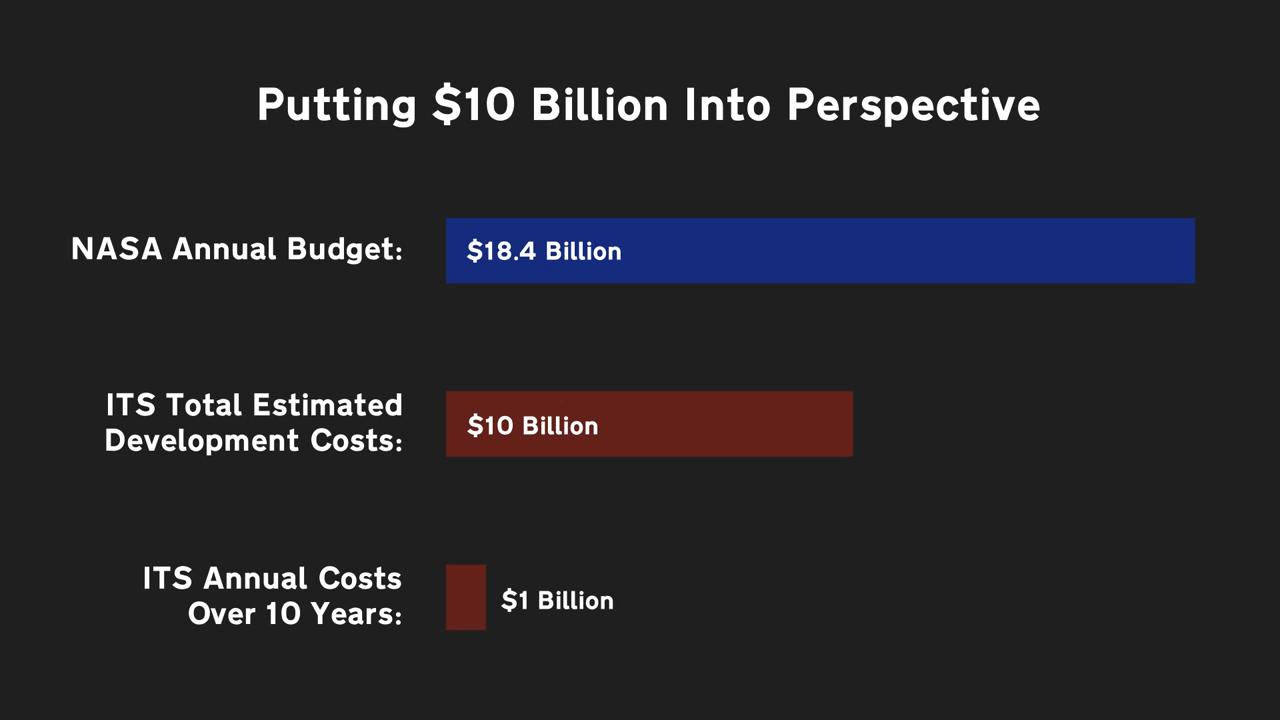 Putting $10 Billion Into Perspective
NASA Annual Budget:
$18.4 Billion
ITS Total Estimated
Development Costs:
$10 Billion
ITS Annual Costs
Over 10 Years:
$1 Billion